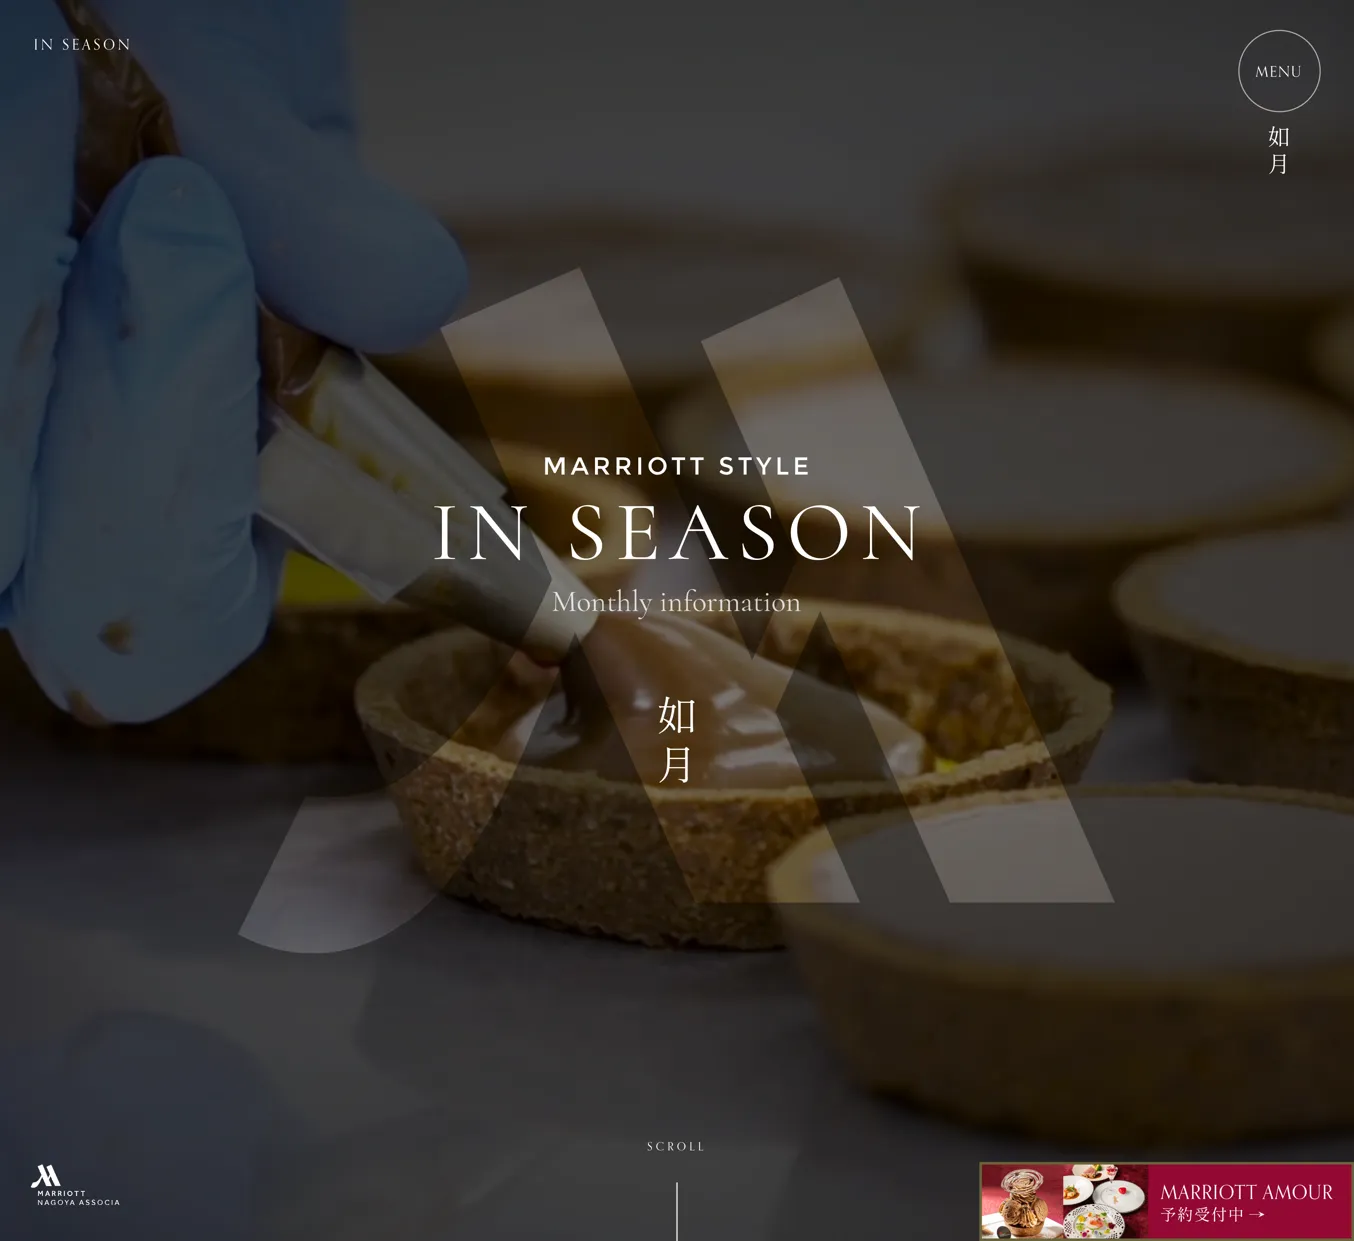 IN SEASON
MENU
如月
MARRIOTT STYLE
IN SEASON
Monthly information
如月
SCROLL
MARRIOTT
NAGOYA ASSOCIA
MARRIOTT AMOUR
予約受付中 →